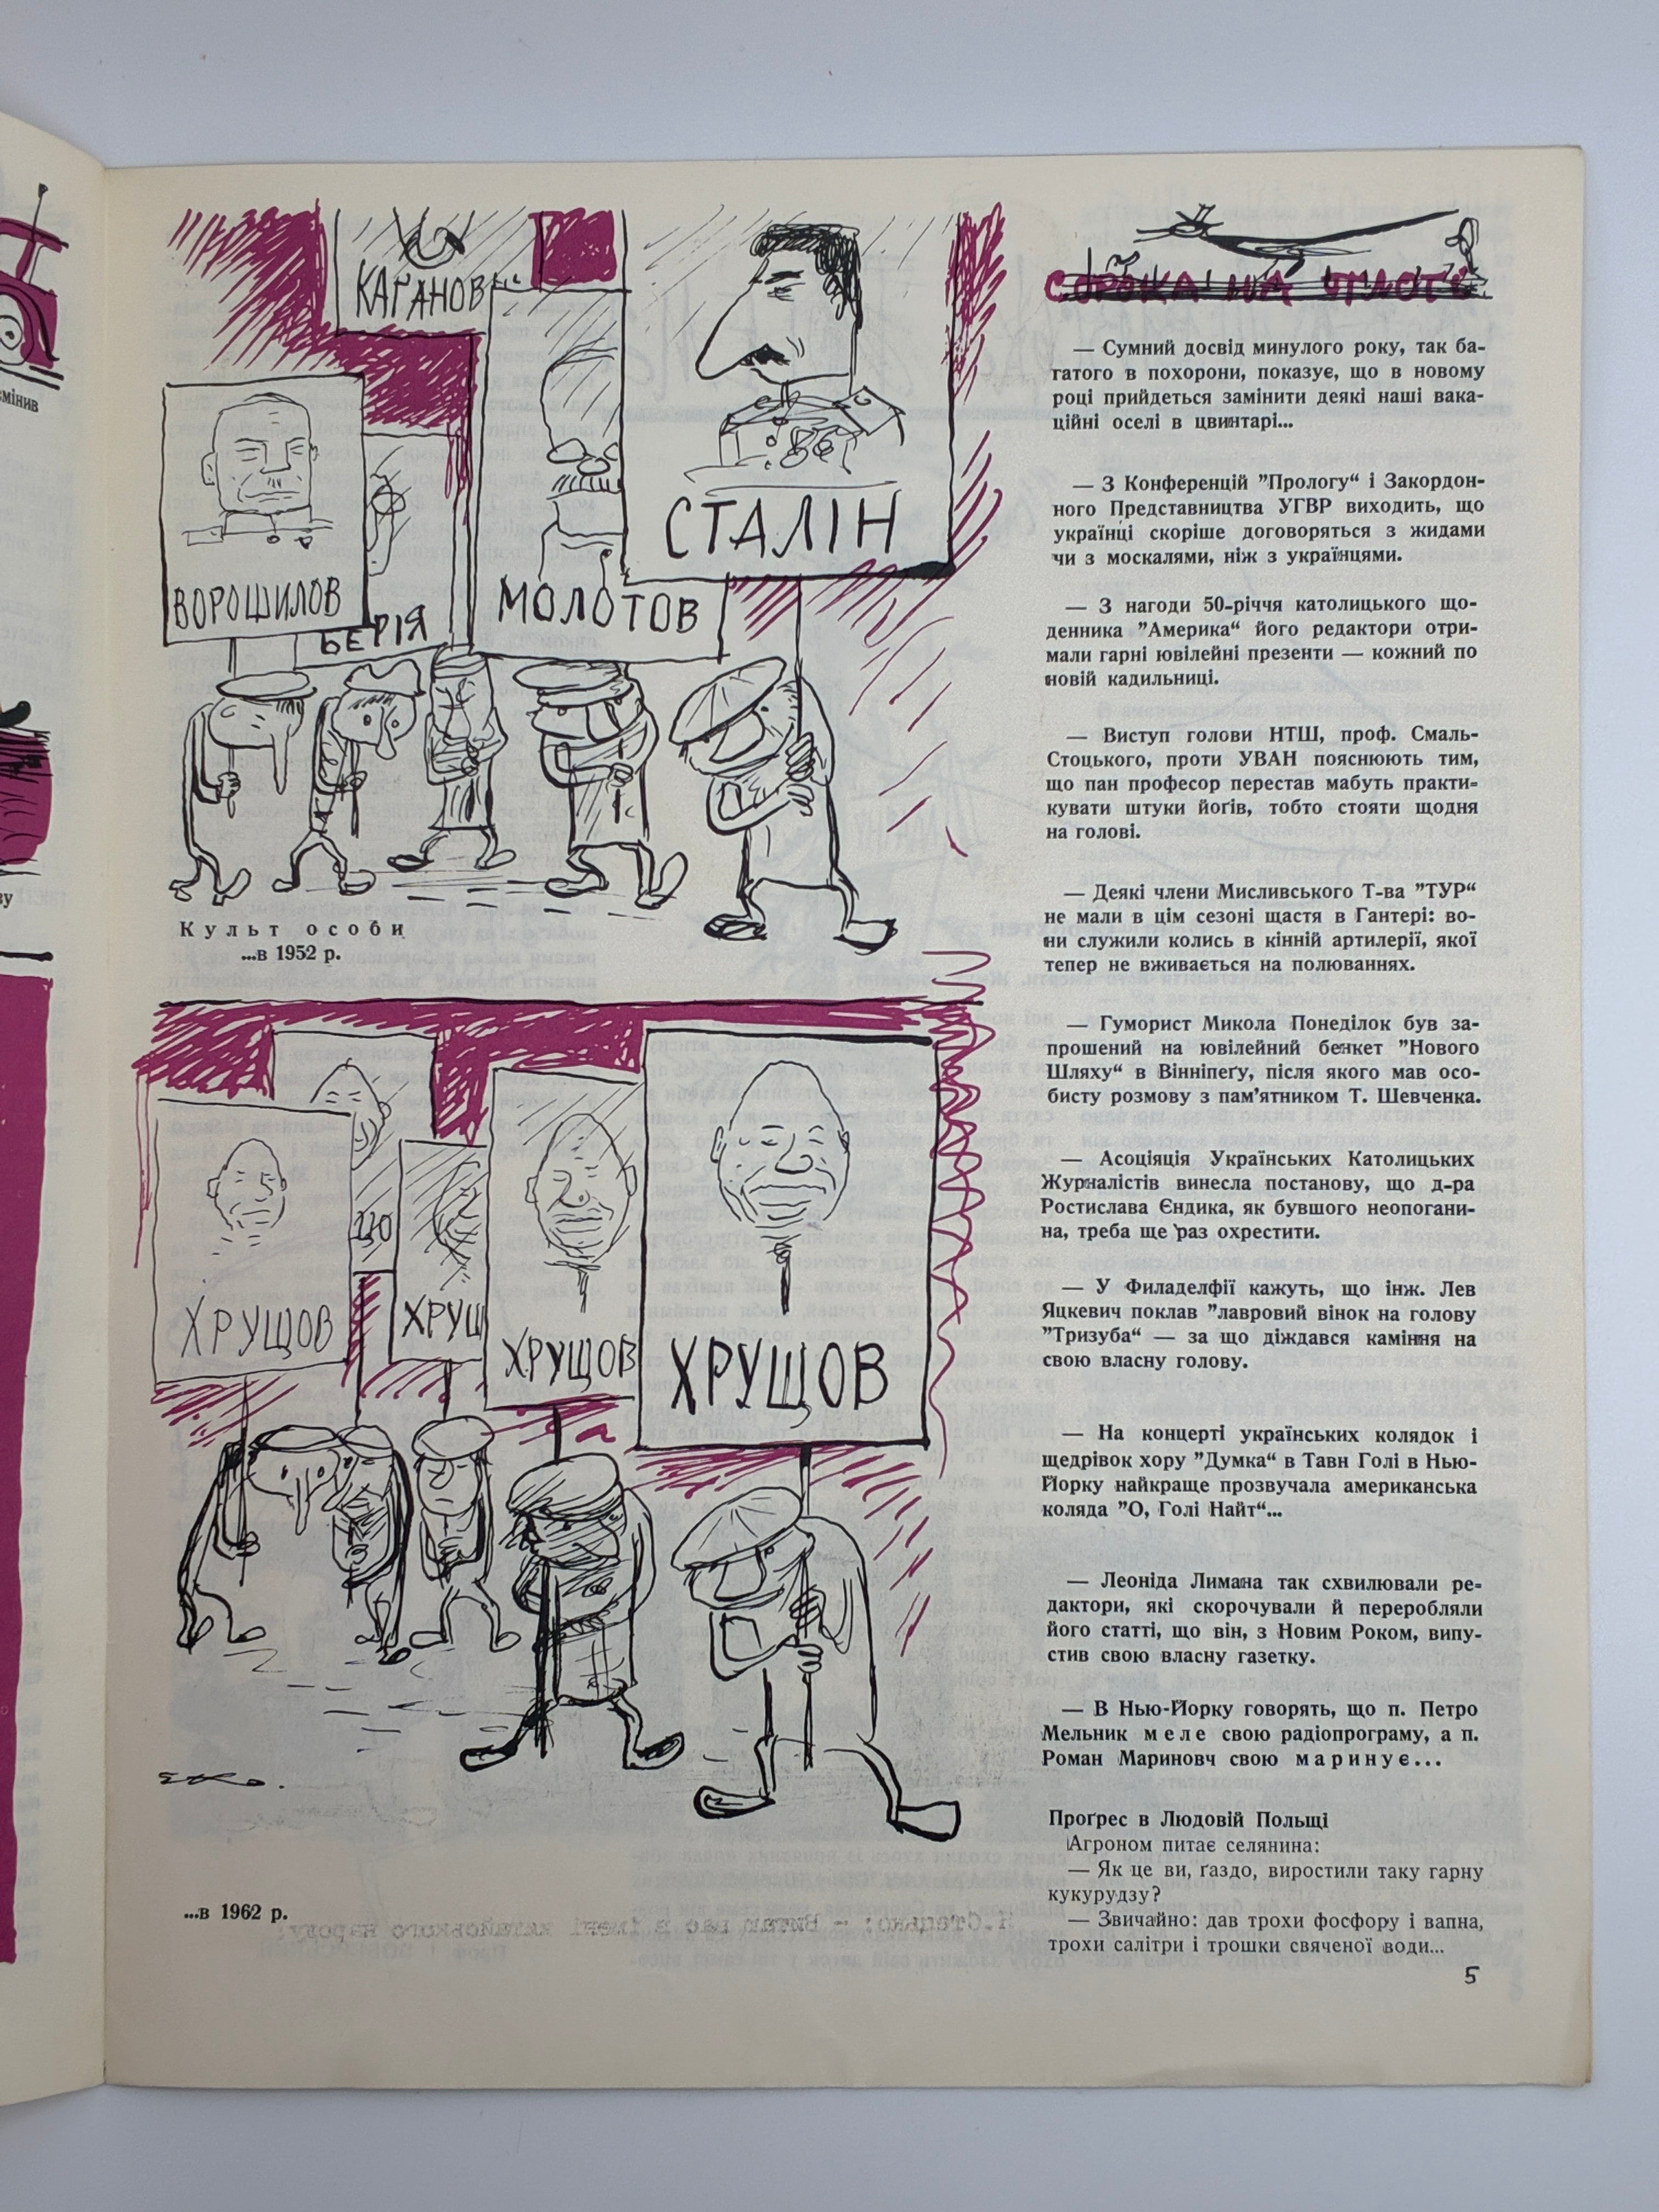 КАҐАНОВ
СТАЛІН
ВОРОШИЛОВ
МОЛОТОВ
БЕРІЯ
Культ особи
...в 1952 р.
ХРУЩОВ
ХРУЩ
ХРУЩОВ
ХРУЩОВ
...в 1962 р.
ЕКО.
СОРОКА НА ПЛОТІ
— Сумний досвід минулого року, так ба-
гатого в похорони, показує, що в новому
році прийдеться замінити деякі наші вака-
ційні оселі в цвинтарі...
— З Конференцій ”Прологу“ і Закордон-
ного Представництва УГВР виходить, що
українці скоріше договоряться з жидами
чи з москалями, ніж з українцями.
— З нагоди 50-річчя католицького що-
денника ”Америка“ його редактори отри-
мали гарні ювілейні презенти — кожний по
новій кадильниці.
— Виступ голови НТШ, проф. Смаль-
Стоцького, проти УВАН пояснюють тим,
що пан професор перестав мабуть практи-
кувати штуки йоґів, тобто стояти щодня
на голові.
— Деякі члени Мисливського Т-ва ”ТУР“
не мали в цім сезоні щастя в Гантері: во-
ни служили колись в кінній артилерії, якої
тепер не вживається на полюваннях.
— Гуморист Микола Понеділок був за-
прошений на ювілейний бенкет ”Нового
Шляху“ в Вінніпеґу, після якого мав осо-
бисту розмову з пам'ятником Т. Шевченка.
— Асоціяція Українських Католицьких
Журналістів винесла постанову, що д-ра
Ростислава Єндика, як бувшого неопогани-
на, треба ще раз охрестити.
— У Филаделфії кажуть, що інж. Лев
Яцкевич поклав ”лавровий вінок на голову
”Тризуба“ — за що діждався каміння на
свою власну голову.
— На концерті українських колядок і
щедрівок хору ”Думка“ в Тавн Голі в Нью-
Йорку найкраще прозвучала американська
коляда ”О, Голі Найт“...
— Леоніда Лимана так схвилювали ре-
дактори, які скорочували й переробляли
його статті, що він, з Новим Роком, випу-
стив свою власну газетку.
— В Нью-Йорку говорять, що п. Петро
Мельник меле свою радіопрограму, а п.
Роман Мариновч свою маринує...
Проґрес в Людовій Польщі
Агроном питає селянина:
— Як це ви, ґаздо, виростили таку гарну
кукурудзу?
— Звичайно: дав трохи фосфору і вапна,
трохи салітри і трошки свяченої води...
5